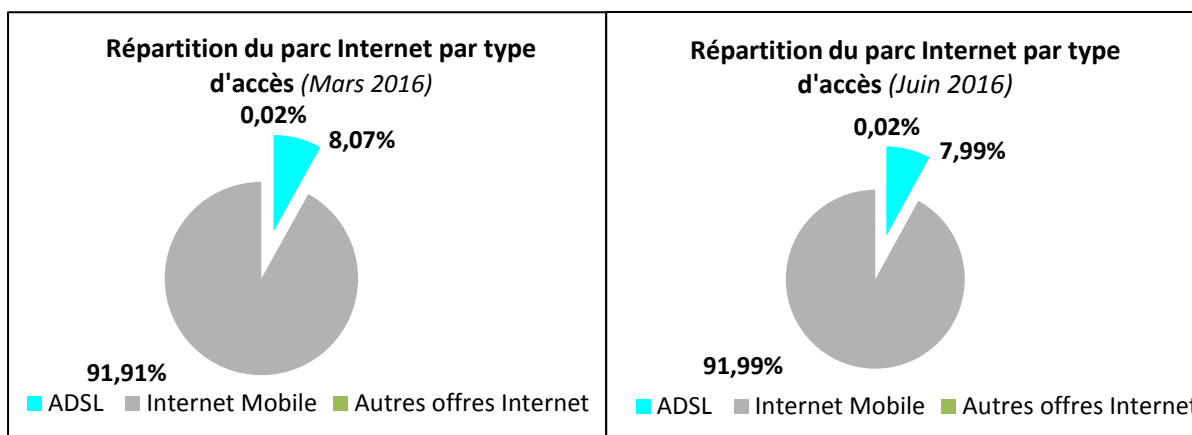 Répartition du parc Internet par type
d'accès (Mars 2016)
0,02%
8,07%
91,91%
ADSL Internet Mobile Autres offres Internet
Répartition du parc Internet par type
d'accès (Juin 2016)
0,02%
7,99%
91,99%
ADSL Internet Mobile Autres offres Internet